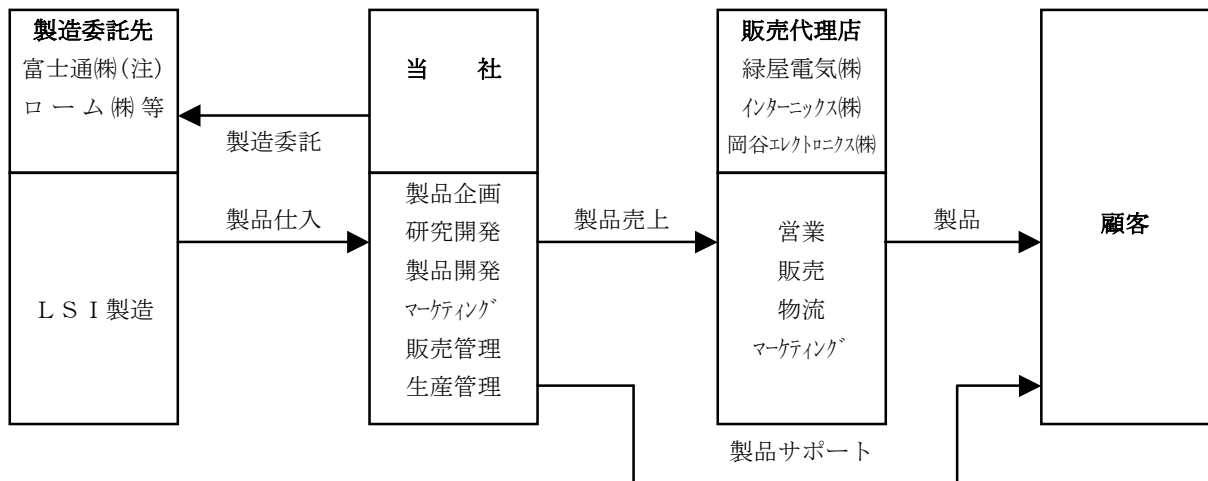 製造委託先
富士通㈱(注)
ローム㈱等
製造委託
LSI製造
製品仕入
当　　社
製品企画
研究開発
製品開発
マーケティング
販売管理
生産管理
製品売上
販売代理店
緑屋電気㈱
インターニックス㈱
岡谷エレクトロニクス㈱
営業
販売
物流
マーケティング
製品サポート
製品
顧客